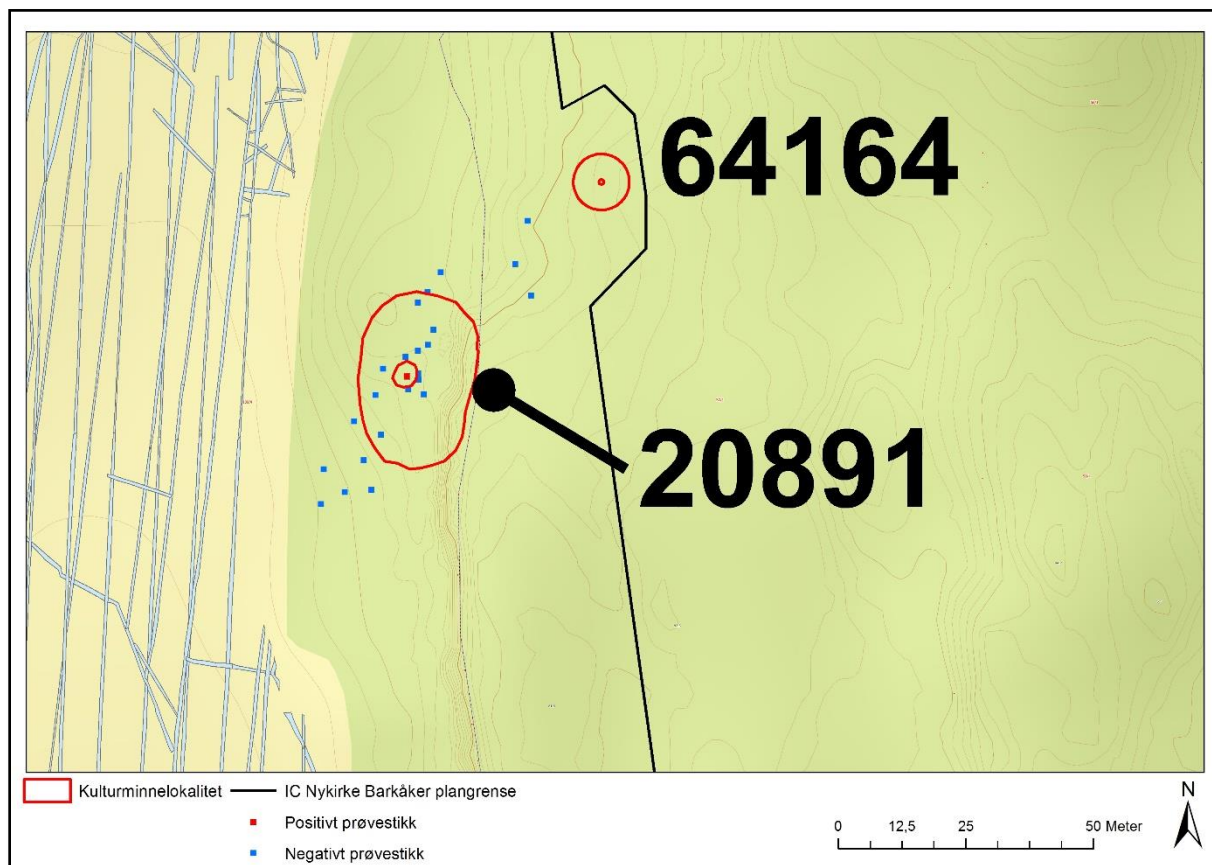 64164
20891
Kulturminnelokalitet
IC Nykirke Barkåker plangrense
Positivt prøvestikk
Negativt prøvestikk
N
0 12,5 25 50 Meter